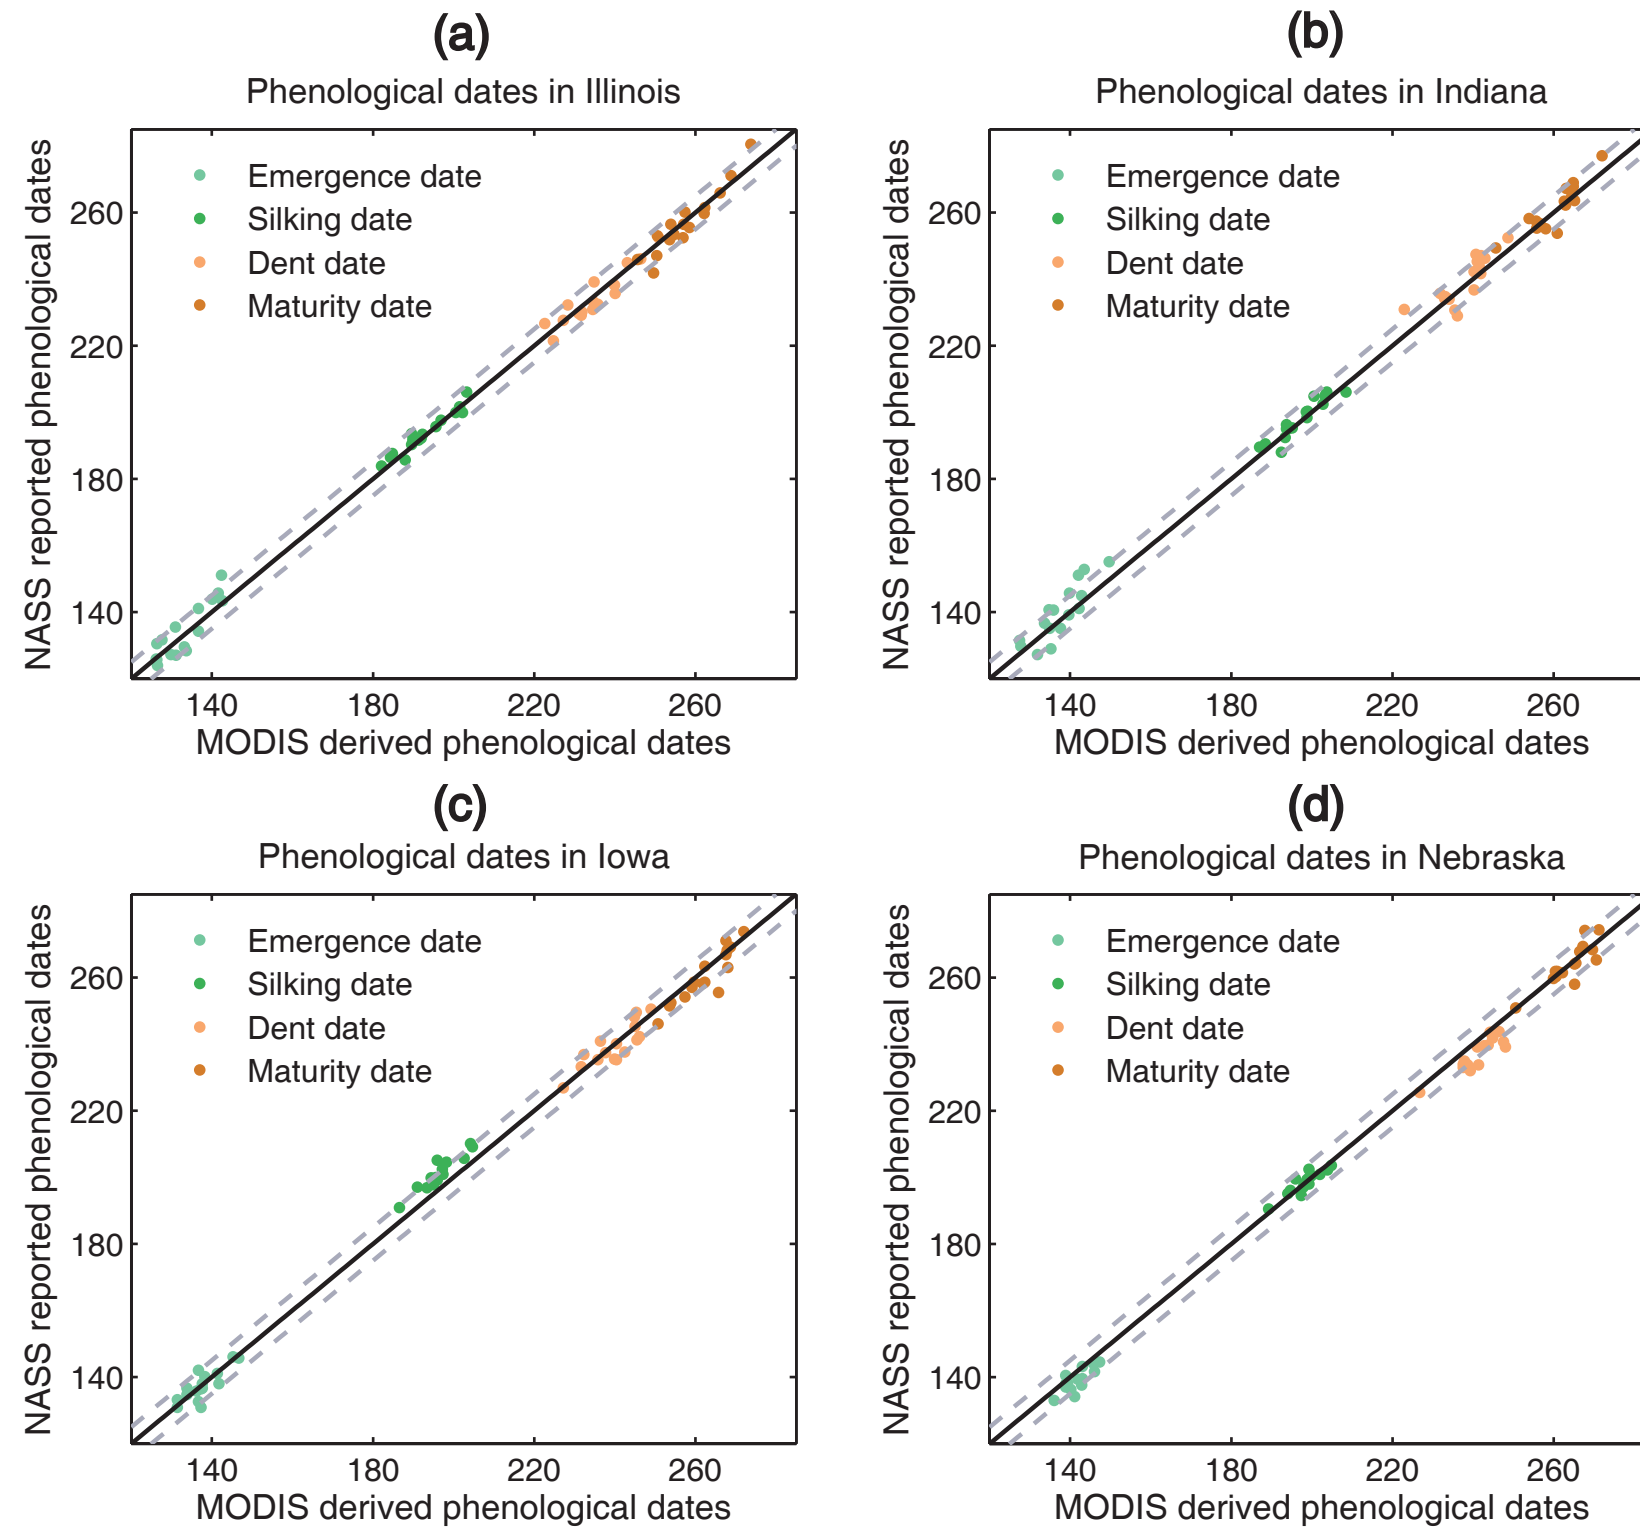 (a)
Phenological dates in Illinois
NASS reported phenological dates
260
220
180
140
Emergence date
Silking date
Dent date
Maturity date
140 180 220 260
MODIS derived phenological dates
(b)
Phenological dates in Indiana
NASS reported phenological dates
260
220
180
140
Emergence date
Silking date
Dent date
Maturity date
140 180 220 260
MODIS derived phenological dates
(c)
Phenological dates in Iowa
NASS reported phenological dates
260
220
180
140
Emergence date
Silking date
Dent date
Maturity date
140 180 220 260
MODIS derived phenological dates
(d)
Phenological dates in Nebraska
NASS reported phenological dates
260
220
180
140
Emergence date
Silking date
Dent date
Maturity date
140 180 220 260
MODIS derived phenological dates